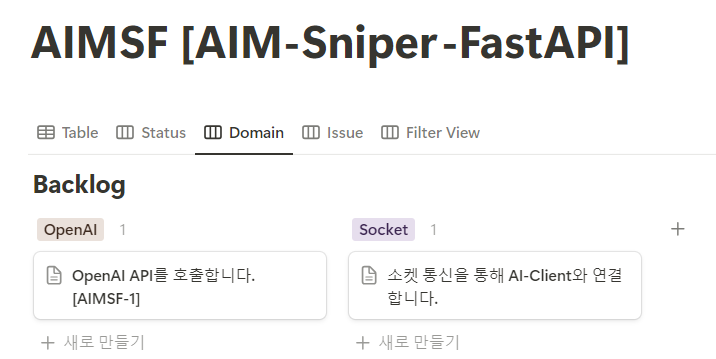 AIMSF [AIM-Sniper-FastAPI]
Table Status Domain Issue Filter View
Backlog
OpenAI 1 Socket 1
OpenAI API를 호출합니다.
[AIMSF-1]
소켓 통신을 통해 AI-Client와 연결
합니다.
새로 만들기 새로 만들기